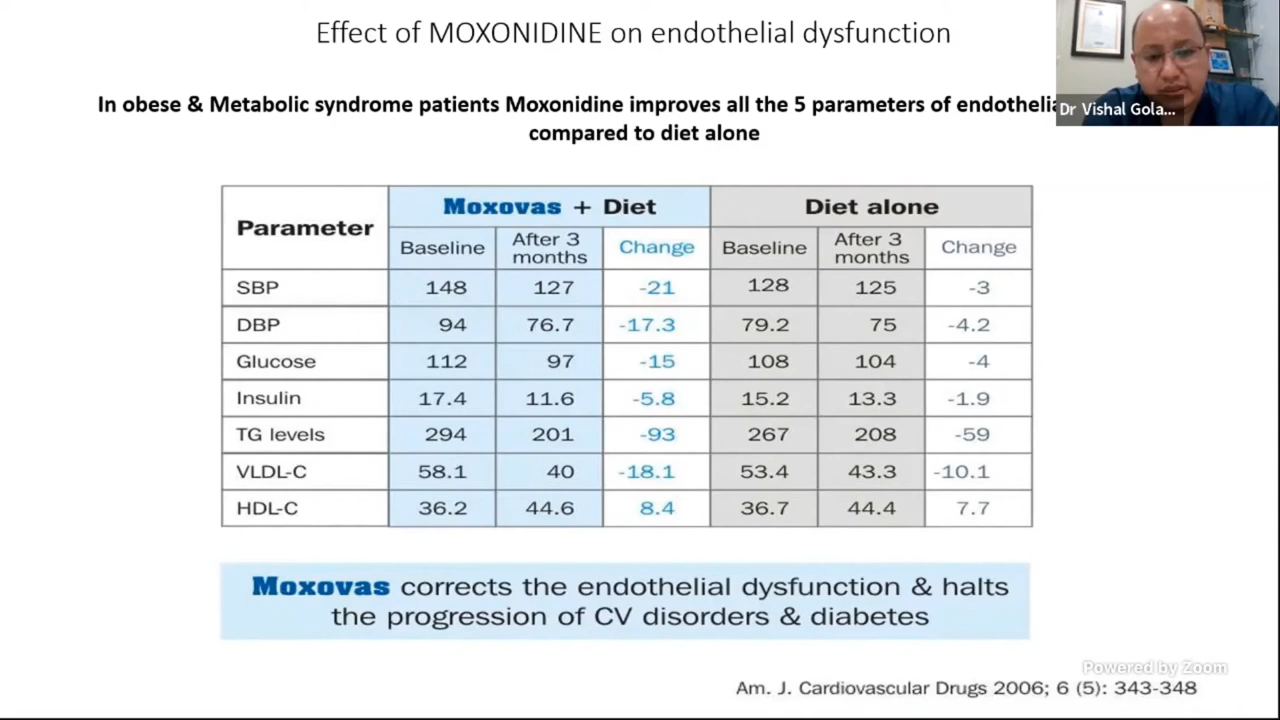 Effect of MOXONIDINE on endothelial dysfunction
In obese & Metabolic syndrome patients Moxonidine improves all the 5 parameters of
compared to diet alone
Dr Vishal Gola...
Parameter Moxovas + Diet Diet alone
Baseline After 3 months Change Baseline After 3 months Change
SBP 148 127 -21 128 125 -3
DBP 94 76.7 -17.3 79.2 75 -4.2
Glucose 112 97 -15 108 104 -4
Insulin 17.4 11.6 -5.8 15.2 13.3 -1.9
TG levels 294 201 -93 267 208 -59
VLDL-C 58.1 40 -18.1 53.4 43.3 -10.1
HDL-C 36.2 44.6 8.4 36.7 44.4 7.7
Moxovas corrects the endothelial dysfunction & halts
the progression of CV disorders & diabetes
Powered by Zoom
Am. J. Cardiovascular Drugs 2006; 6 (5): 343-348